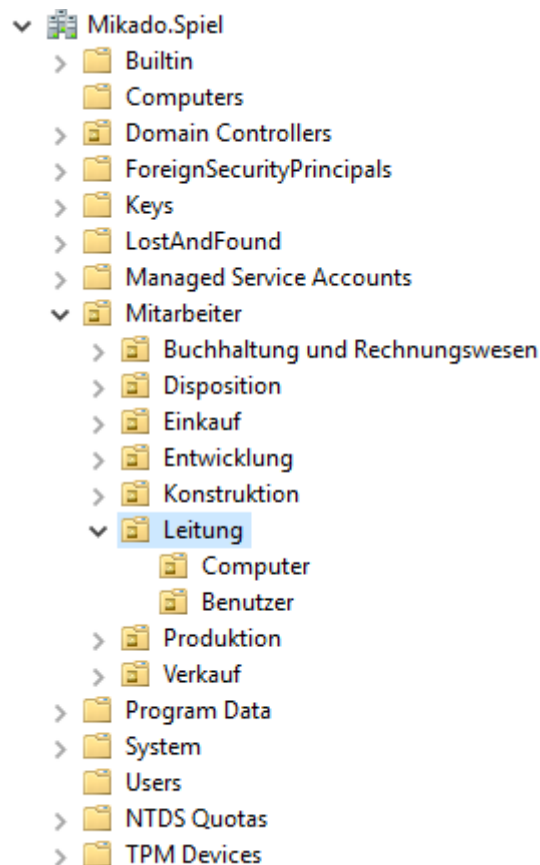 Mikado.Spiel
Builtin
Computers
Domain Controllers
ForeignSecurityPrincipals
Keys
LostAndFound
Managed Service Accounts
Mitarbeiter
Buchhaltung und Rechnungswesen
Disposition
Einkauf
Entwicklung
Konstruktion
Leitung
Computer
Benutzer
Produktion
Verkauf
Program Data
System
Users
NTDS Quotas
TPM Devices